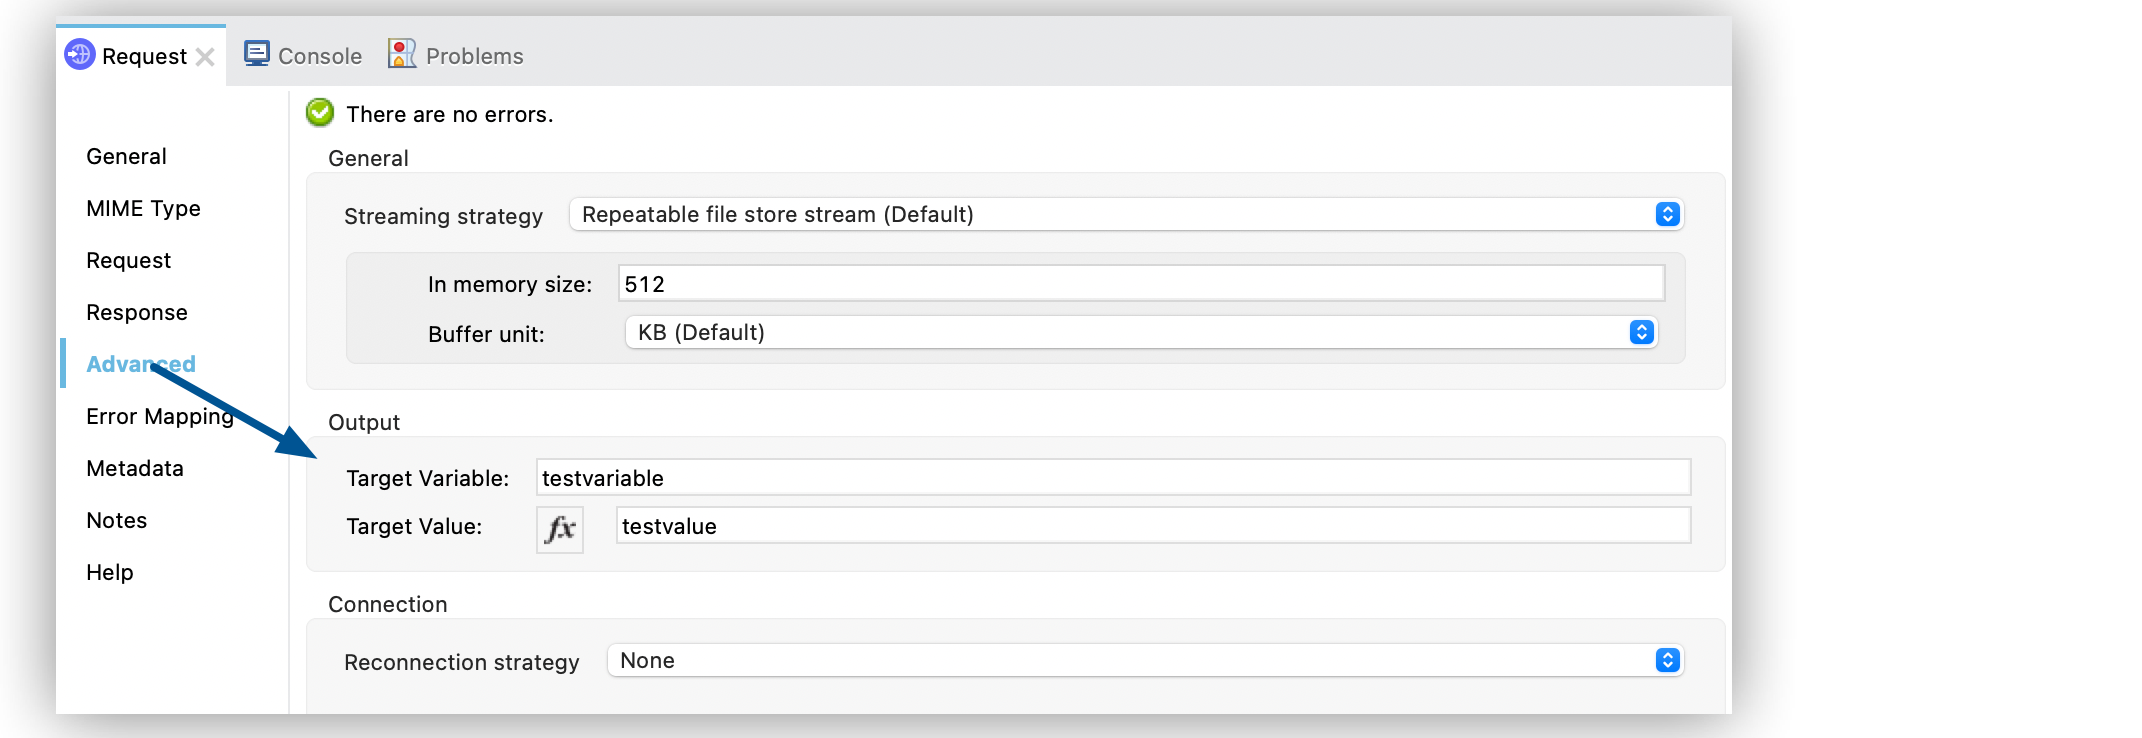 Request Console Problems
There are no errors.
General
MIME Type
Request
Response
Advanced
Error Mapping
Metadata
Notes
Help
General
Streaming strategy Repeatable file store stream (Default)
In memory size: 512
Buffer unit: KB (Default)
Output
Target Variable: testvariable
Target Value: fx testvalue
Connection
Reconnection strategy None